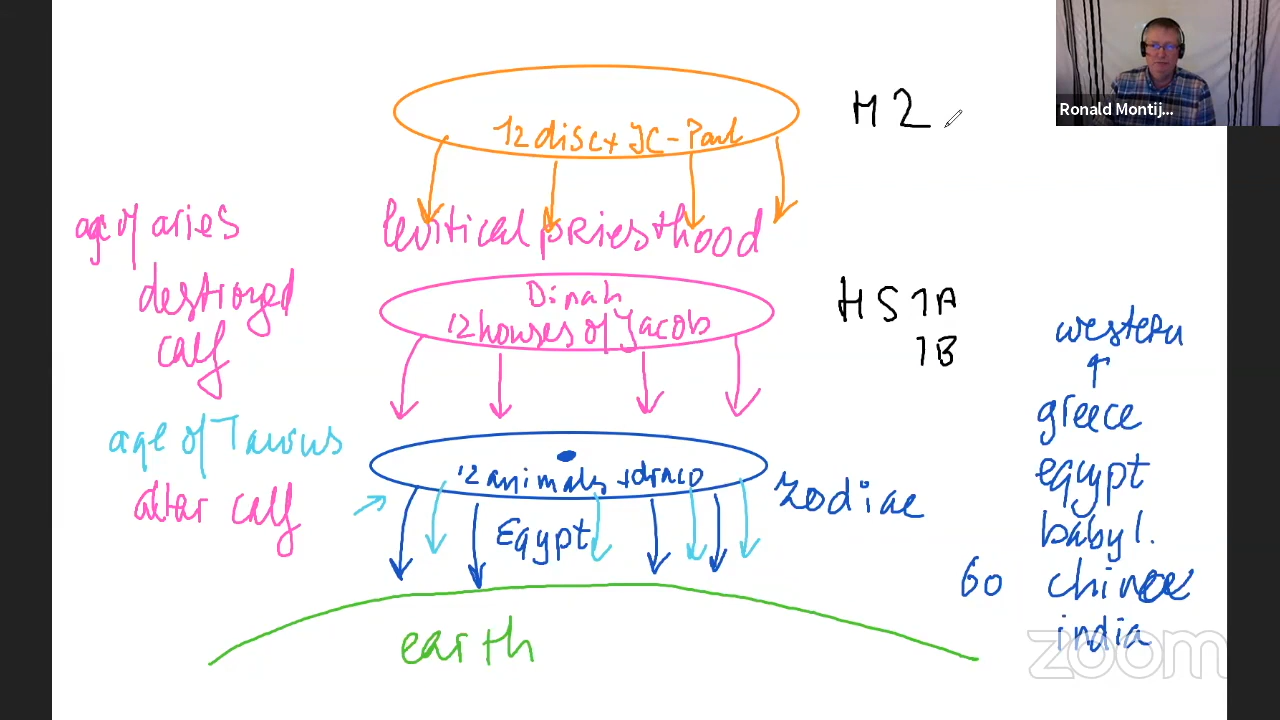 Ronald Montij...
H 2
12 disc + JC - Paul
age of aries
levitical priesthood
destroyed
calf
Dinah
12 houses of Jacob
HS 1A
1B
western
greece
egypt
babyl.
60 chinese
india
age of Taurus
alter calf
12 animals + draco
Zodiac
Egypt
earth
zoom